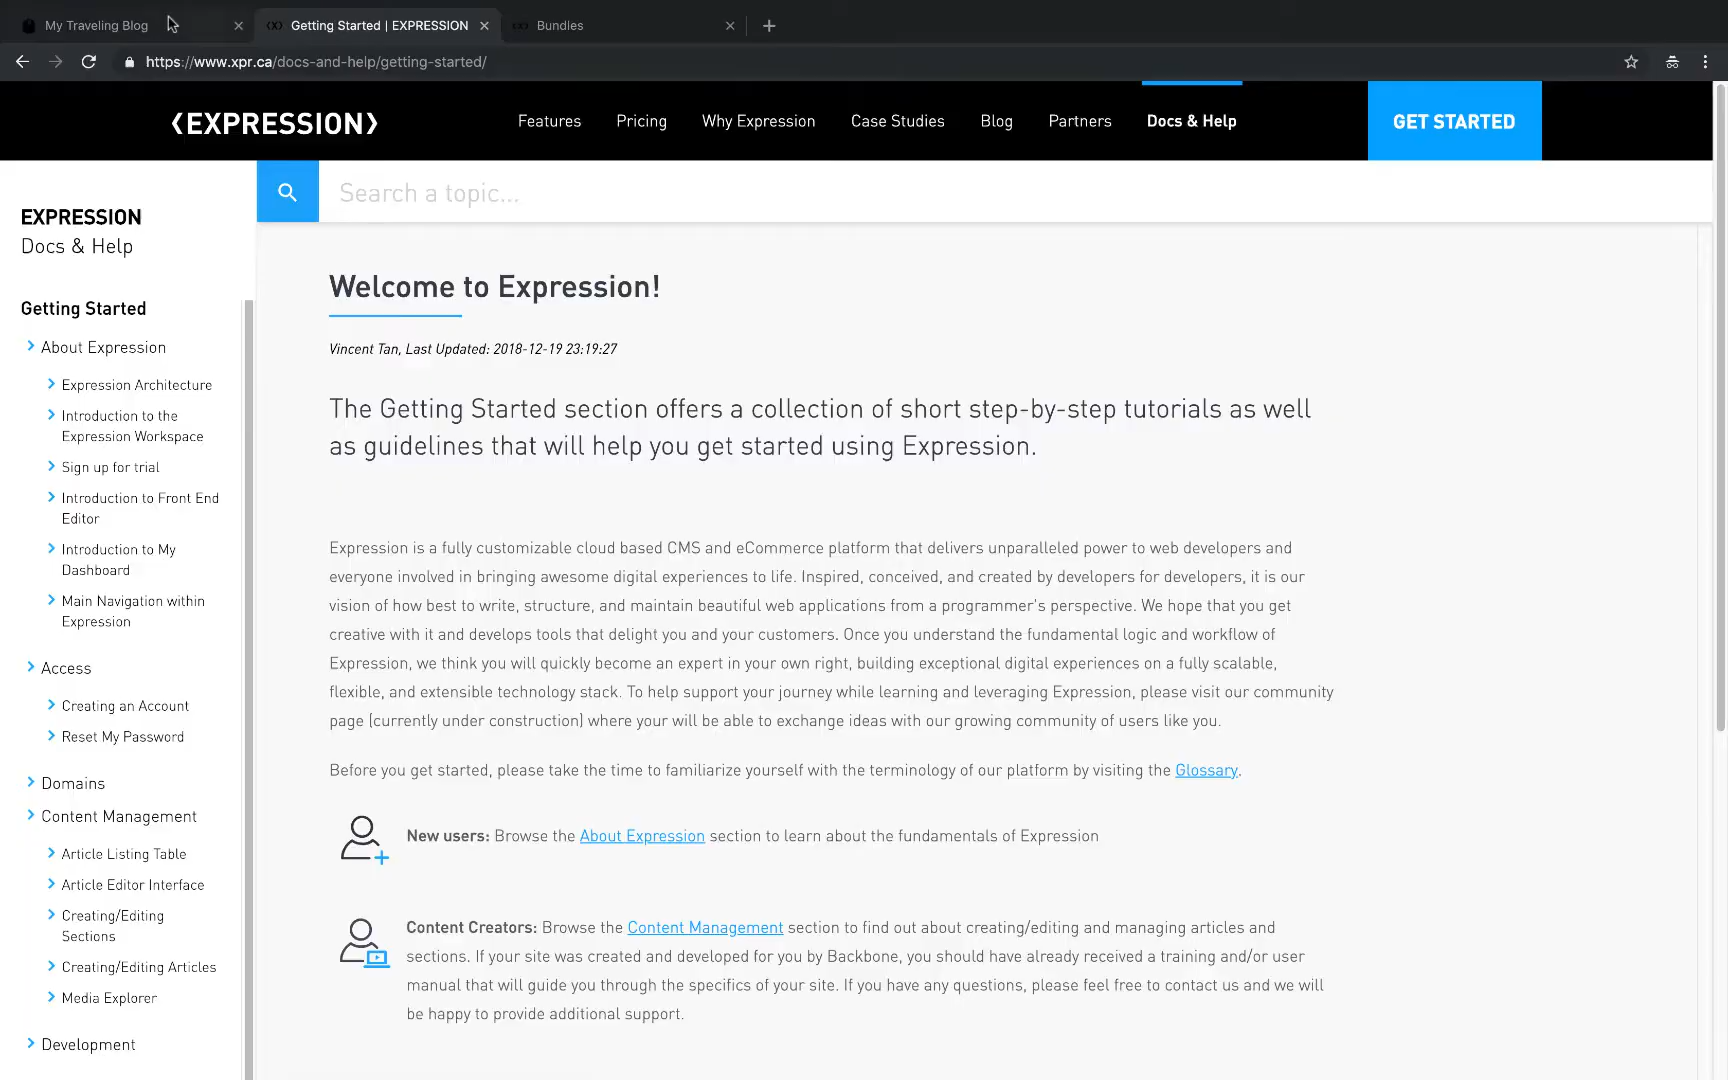 My Traveling Blog
Getting Started | EXPRESSION
Bundles
https://www.xpr.ca/docs-and-help/getting-started/
<EXPRESSION>
Features
Pricing
Why Expression
Case Studies
Blog
Partners
Docs & Help
GET STARTED
Search a topic...
EXPRESSION
Docs & Help
Getting Started
About Expression
Expression Architecture
Introduction to the
Expression Workspace
Sign up for trial
Introduction to Front End
Editor
Introduction to My
Dashboard
Main Navigation within
Expression
Access
Creating an Account
Reset My Password
Domains
Content Management
Article Listing Table
Article Editor Interface
Creating/Editing
Sections
Creating/Editing Articles
Media Explorer
Development
Welcome to Expression!
Vincent Tan, Last Updated: 2018-12-19 23:19:27
The Getting Started section offers a collection of short step-by-step tutorials as well
as guidelines that will help you get started using Expression.
Expression is a fully customizable cloud based CMS and eCommerce platform that delivers unparalleled power to web developers and
everyone involved in bringing awesome digital experiences to life. Inspired, conceived, and created by developers for developers, it is our
vision of how best to write, structure, and maintain beautiful web applications from a programmer's perspective. We hope that you get
creative with it and develops tools that delight you and your customers. Once you understand the fundamental logic and workflow of
Expression, we think you will quickly become an expert in your own right, building exceptional digital experiences on a fully scalable,
flexible, and extensible technology stack. To help support your journey while learning and leveraging Expression, please visit our community
page (currently under construction) where your will be able to exchange ideas with our growing community of users like you.
Before you get started, please take the time to familiarize yourself with the terminology of our platform by visiting the Glossary.
New users: Browse the About Expression section to learn about the fundamentals of Expression
Content Creators: Browse the Content Management section to find out about creating/editing and managing articles and
sections. If your site was created and developed for you by Backbone, you should have already received a training and/or user
manual that will guide you through the specifics of your site. If you have any questions, please feel free to contact us and we will
be happy to provide additional support.